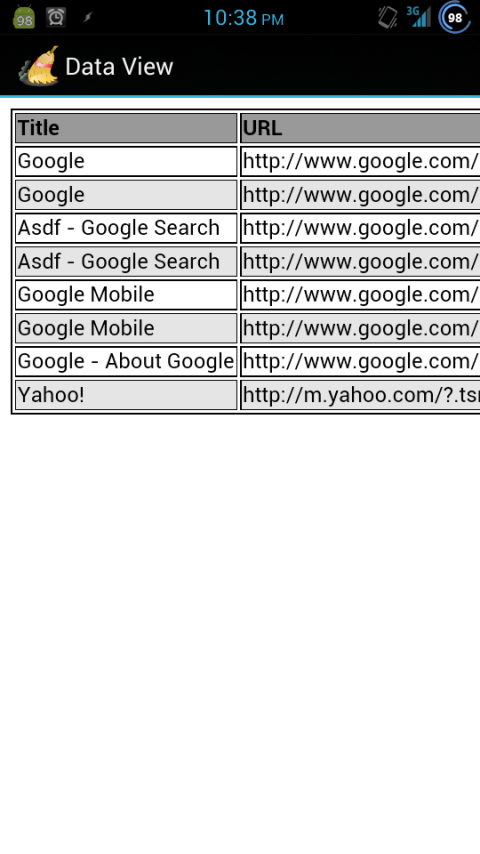 98 10:38 PM 3G 98
Data View
Title URL
Google http://www.google.com/
Google http://www.google.com/
Asdf - Google Search http://www.google.com/
Asdf - Google Search http://www.google.com/
Google Mobile http://www.google.com/
Google Mobile http://www.google.com/
Google - About Google http://www.google.com/
Yahoo! http://m.yahoo.com/?.tsr